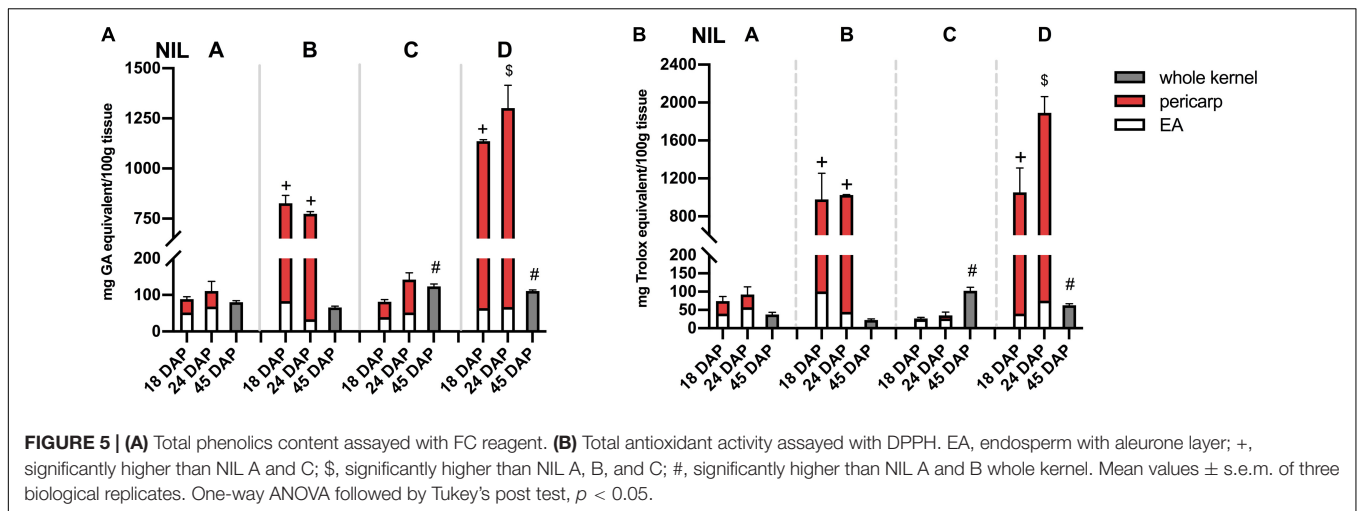 A
NIL A B C D
mg GA equivalent/100g tissue
1500
1250
1000
750
200
100
0
+ + + $ # #
18 DAP 24 DAP 45 DAP 18 DAP 24 DAP 45 DAP 18 DAP 24 DAP 45 DAP 18 DAP 24 DAP 45 DAP
B
NIL A B C D
mg Trolox equivalent/100g tissue
2400
2000
1600
1200
800
200
150
100
50
0
+ + + $ # #
18 DAP 24 DAP 45 DAP 18 DAP 24 DAP 45 DAP 18 DAP 24 DAP 45 DAP 18 DAP 24 DAP 45 DAP
whole kernel
pericarp
EA
FIGURE 5 | (A) Total phenolics content assayed with FC reagent. (B) Total antioxidant activity assayed with DPPH. EA, endosperm with aleurone layer; +,
significantly higher than NIL A and C; $, significantly higher than NIL A, B, and C; #, significantly higher than NIL A and B whole kernel. Mean values ± s.e.m. of three
biological replicates. One-way ANOVA followed by Tukey's post test, p < 0.05.